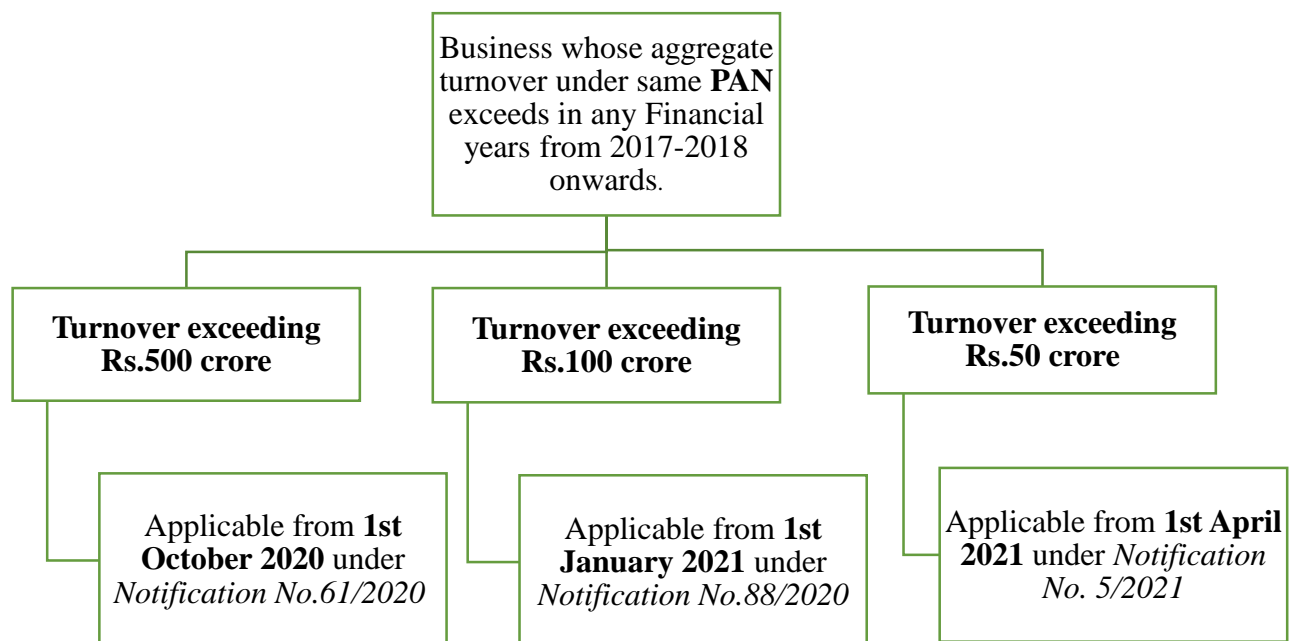 Business whose aggregate
turnover under same PAN
exceeds in any Financial
years from 2017-2018
onwards.
Turnover exceeding
Rs.500 crore
Applicable from 1st
October 2020 under
Notification No.61/2020
Turnover exceeding
Rs.100 crore
Applicable from 1st
January 2021 under
Notification No.88/2020
Turnover exceeding
Rs.50 crore
Applicable from 1st April
2021 under Notification
No. 5/2021